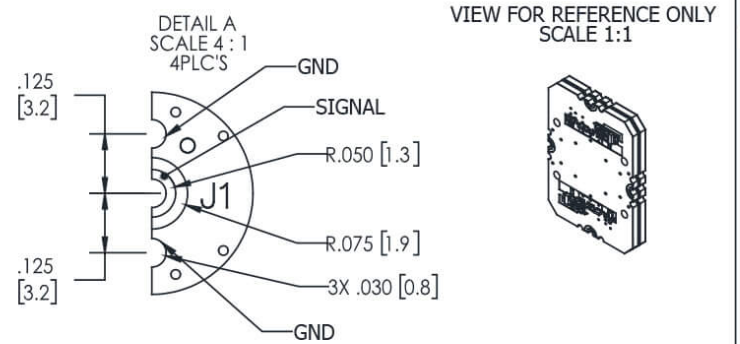 DETAIL A
SCALE 4 : 1
4PLC'S
VIEW FOR REFERENCE ONLY
SCALE 1:1
GND
.125
[3.2]
SIGNAL
R.050 [1.3]
J1
R.075 [1.9]
.125
[3.2]
3X .030 [0.8]
GND